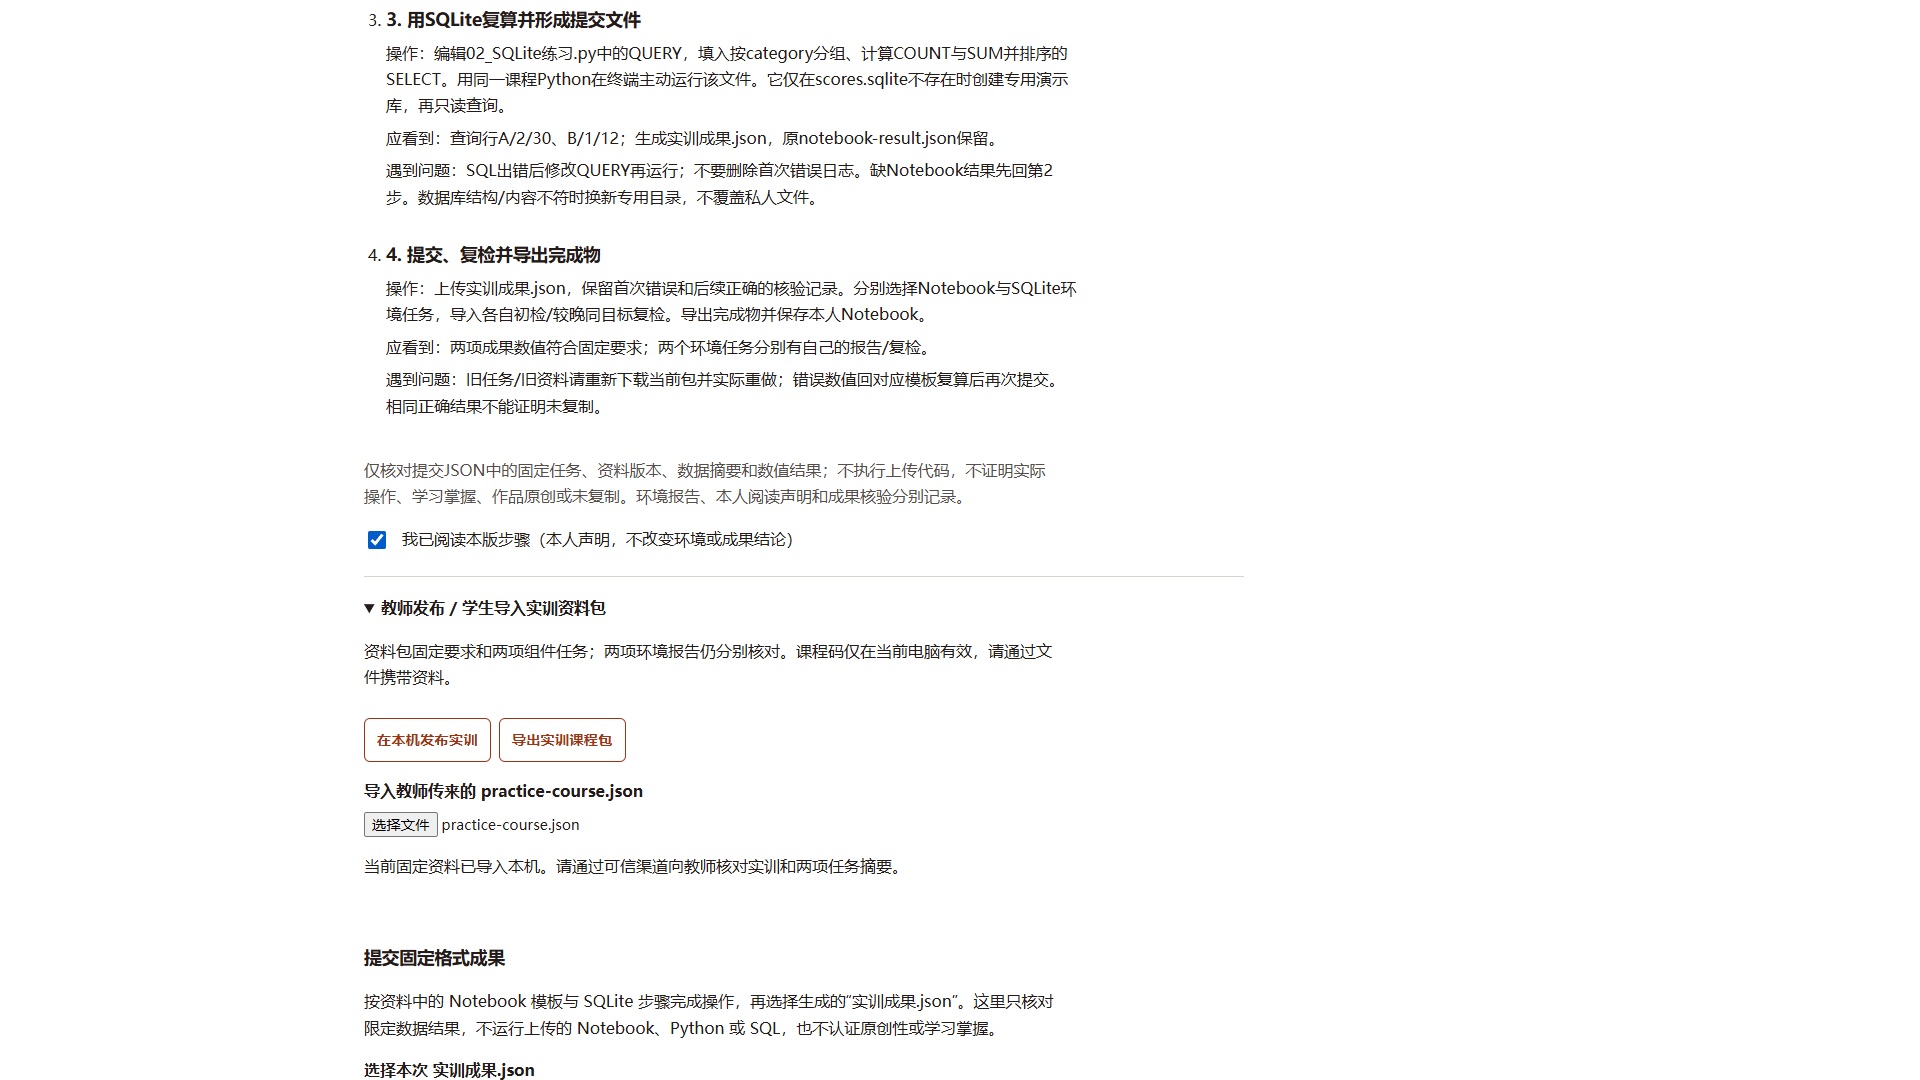 3. 3. 用SQLite复算并形成提交文件
操作：编辑02_SQLite练习.py中的QUERY，填入按category分组、计算COUNT与SUM并排序的
SELECT。用同一课程Python在终端主动运行该文件。它仅在scores.sqlite不存在时创建专用演示
库，再只读查询。
应看到：查询行A/2/30、B/1/12；生成实训成果.json，原notebook-result.json保留。
遇到问题：SQL出错后修改QUERY再运行；不要删除首次错误日志。缺Notebook结果先回第2
步。数据库结构/内容不符时换新专用目录，不覆盖私人文件。
4. 4. 提交、复检并导出完成物
操作：上传实训成果.json，保留首次错误和后续正确的核验记录。分别选择Notebook与SQLite环
境任务，导入各自初检/较晚同目标复检。导出完成物并保存本人Notebook。
应看到：两项成果数值符合固定要求；两个环境任务分别有自己的报告/复检。
遇到问题：旧任务/旧资料请重新下载当前包并实际重做；错误数值回对应模板复算后再次提交。
相同正确结果不能证明未复制。
仅核对提交JSON中的固定任务、资料版本、数据摘要和数值结果；不执行上传代码，不证明实际
操作、学习掌握、作品原创或未复制。环境报告、本人阅读声明和成果核验分别记录。
我已阅读本版步骤（本人声明，不改变环境或成果结论）
▼ 教师发布 / 学生导入实训资料包
资料包固定要求和两项组件任务；两项环境报告仍分别核对。课程码仅在当前电脑有效，请通过文
件携带资料。
在本机发布实训 导出实训课程包
导入教师传来的 practice-course.json
选择文件 practice-course.json
当前固定资料已导入本机。请通过可信渠道向教师核对实训和两项任务摘要。
提交固定格式成果
按资料中的 Notebook 模板与 SQLite 步骤完成操作，再选择生成的“实训成果.json”。这里只核对
限定数据结果，不运行上传的 Notebook、Python 或 SQL，也不认证原创性或学习掌握。
选择本次 实训成果.json